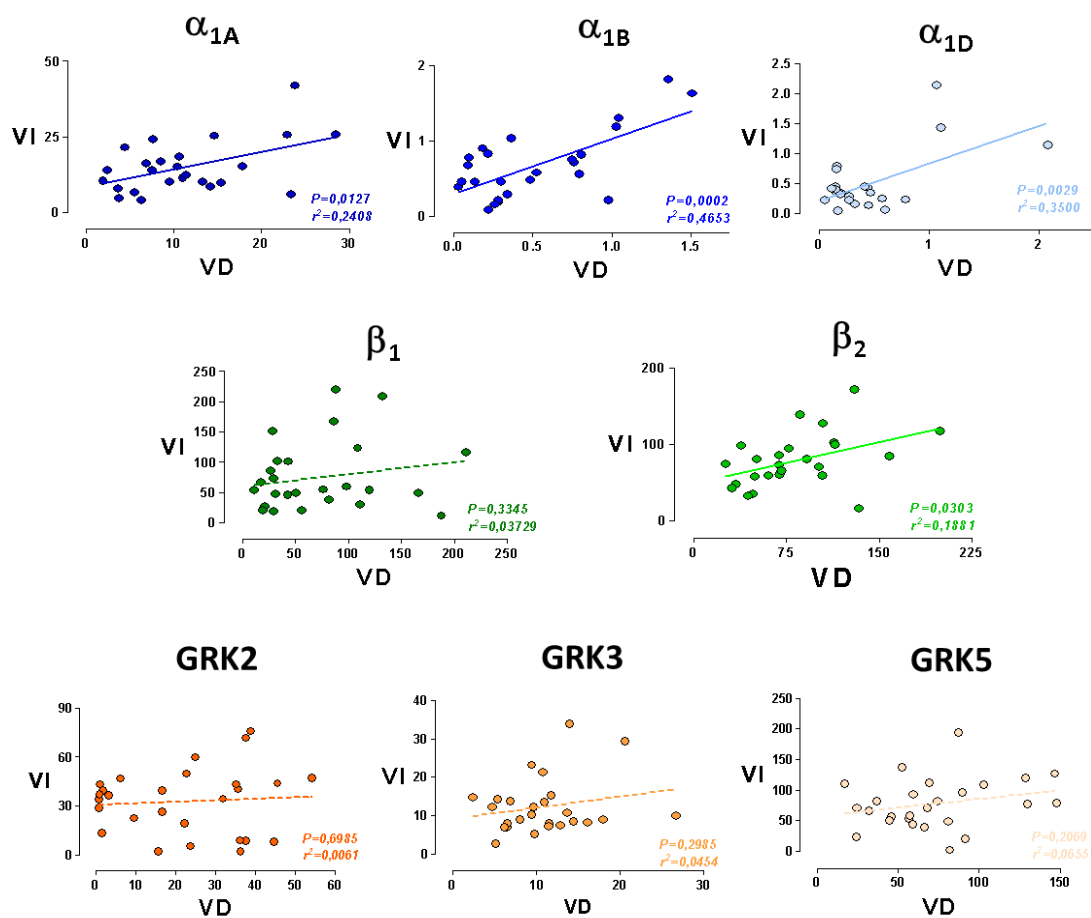 α1A
α1B
α1D
50
25
0
VI
0 10 20 30
VD
P=0,0127
r²=0,2408
2
1
0
VI
0.0 0.5 1.0 1.5
VD
P=0,0002
r²=0,4653
2.5
2.0
1.5
1.0
0.5
0.0
VI
0 1 2
VD
P=0,0029
r²=0,3500
β1
β2
250
200
150
100
50
0
VI
0 50 100 150 200 250
VD
P=0,3345
r²=0,03729
200
100
0
VI
0 75 150 225
VD
P=0,0303
r²=0,1881
GRK2
GRK3
GRK5
90
60
30
0
VI
0 10 20 30 40 50 60
VD
P=0,6985
r²=0,0061
40
30
20
10
0
VI
0 10 20 30
VD
P=0,2985
r²=0,0454
250
200
150
100
50
0
VI
0 50 100 150
VD
P=0,2069
r²=0,0655